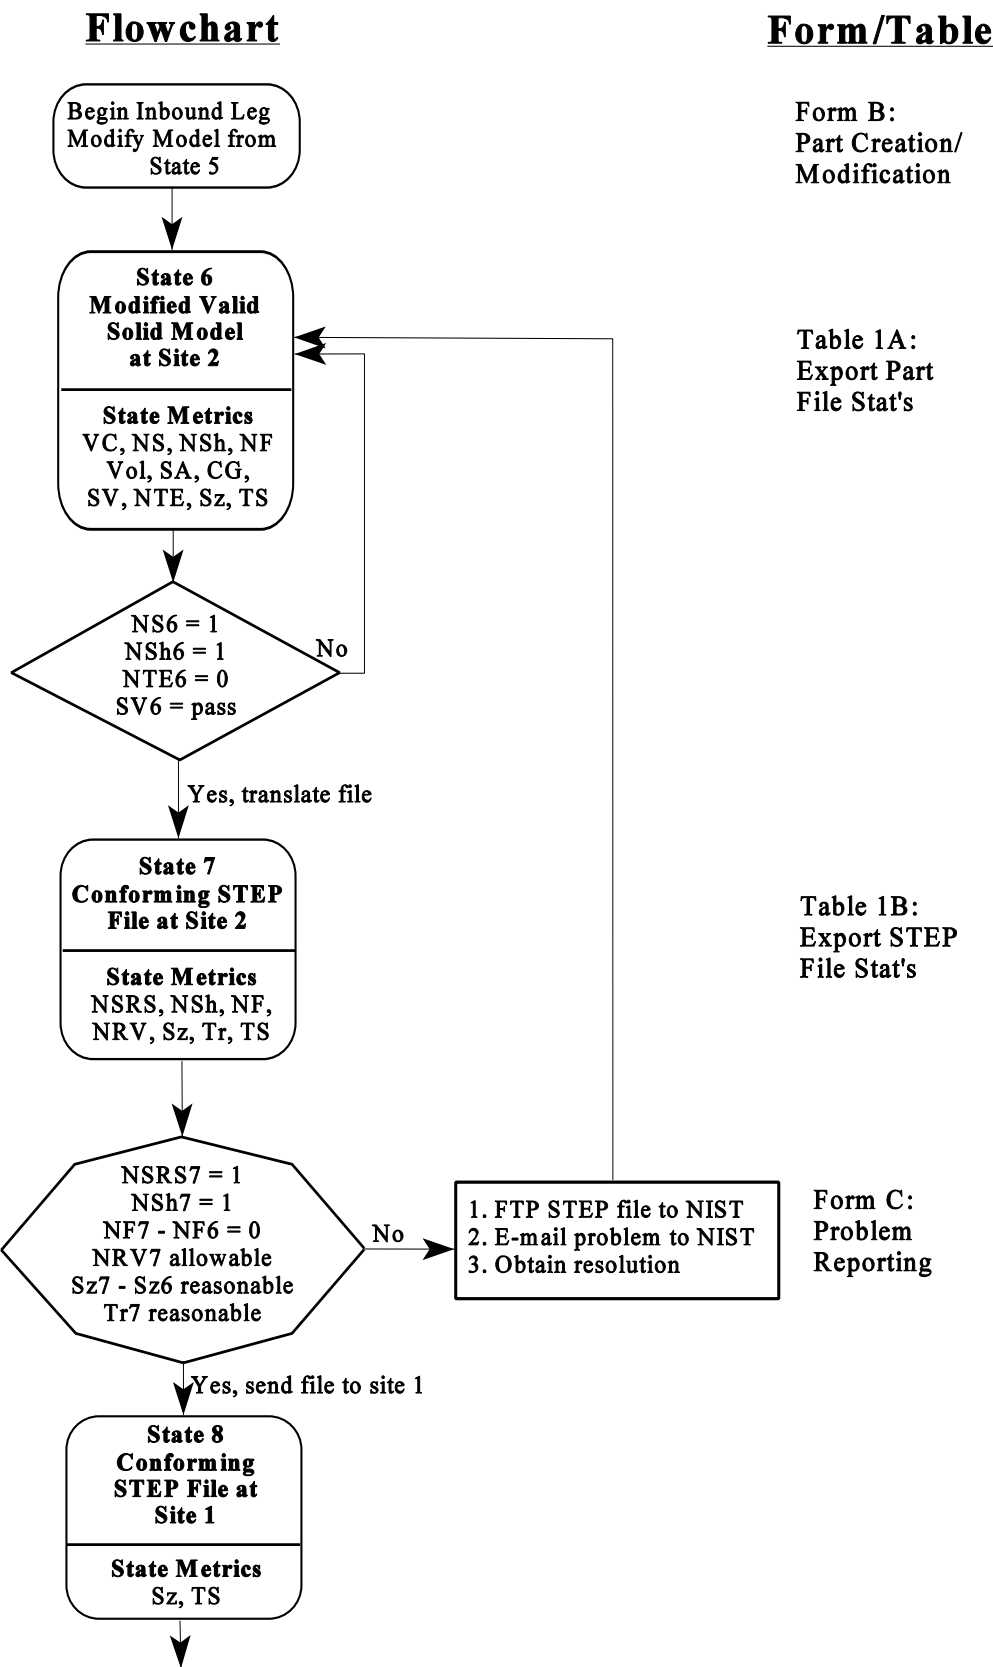 Flowchart
Form/Table
Begin Inbound Leg
Modify Model from
State 5
Form B:
Part Creation/
Modification
State 6
Modified Valid
Solid Model
at Site 2
State Metrics
VC, NS, NSh, NF
Vol, SA, CG,
SV, NTE, Sz, TS
Table 1A:
Export Part
File Stat's
NS6 = 1
NSh6 = 1
NTE6 = 0
SV6 = pass
No
Yes, translate file
State 7
Conforming STEP
File at Site 2
State Metrics
NSRS, NSh, NF,
NRV, Sz, Tr, TS
Table 1B:
Export STEP
File Stat's
NSRS7 = 1
NSh7 = 1
NF7 - NF6 = 0
NRV7 allowable
Sz7 - Sz6 reasonable
Tr7 reasonable
No
1. FTP STEP file to NIST
2. E-mail problem to NIST
3. Obtain resolution
Form C:
Problem
Reporting
Yes, send file to site 1
State 8
Conforming
STEP File at
Site 1
State Metrics
Sz, TS